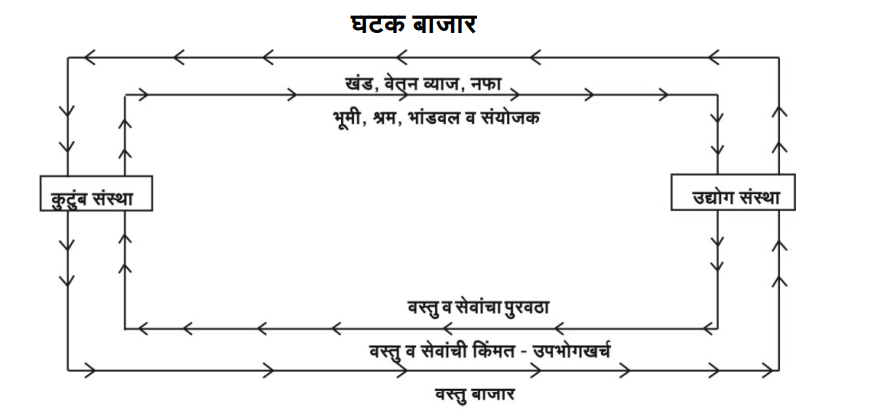 घटक बाजार
खंड, वेतन व्याज, नफा
भूमी, श्रम, भांडवल व संयोजक
कुटुंब संस्था
उद्योग संस्था
वस्तु व सेवांचा पुरवठा
वस्तु व सेवांची किंमत - उपभोगखर्च
वस्तु बाजार